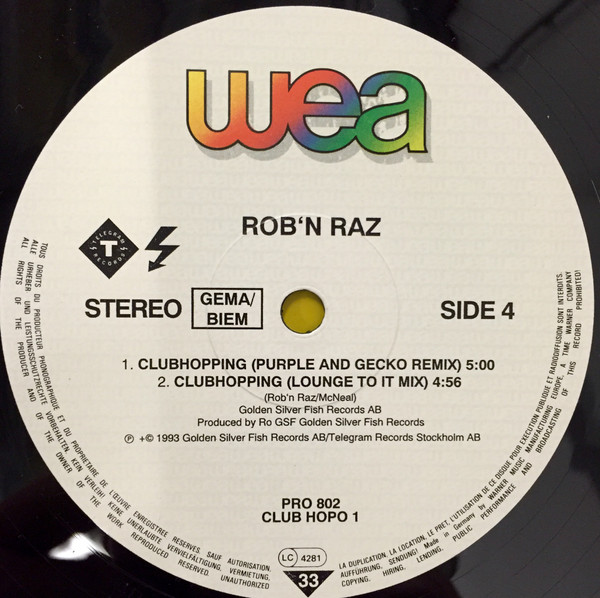 wea
ROB'N RAZ
TELEGRAM
T
RECORDS
STEREO
GEMA/
BIEM
SIDE 4
1. CLUBHOPPING (PURPLE AND GECKO REMIX) 5:00
2. CLUBHOPPING (LOUNGE TO IT MIX) 4:56
(Rob'n Raz/McNeal)
Golden Silver Fish Records AB
Produced by Ro GSF Golden Silver Fish Records
℗ +© 1993 Golden Silver Fish Records AB/Telegram Records Stockholm AB
PRO 802
CLUB HOPO 1
LC 4281
33
TOUS DROITS DU PRODUCTEUR PHONOGRAPHIQUE ET DU PROPRIETAIRE DE L'ŒUVRE ENREGISTREE RESERVES. SAUF AUTORISATION,
ALLE URHEBER UND LEISTUNGSSCHUTZRECHTE VORBEHALTEN. KEIN VERLEIH! KEINE UNERLAUBTE VERVIELFÄLTIGUNG, VERMIETUNG,
ALL RIGHTS OF THE PRODUCER AND OF THE OWNER OF THE WORK REPRODUCED RESERVED. UNAUTHORIZED
LA DUPLICATION, LA LOCATION, LE PRET, L'UTILISATION DE CE DISQUE POUR EXECUTION PUBLIQUE ET RADIODIFFUSION SONT INTERDITS.
AUFFÜHRUNG, SENDUNG! Made in Germany by WARNER MUSIC MANUFACTURING EUROPE, A TIME WARNER COMPANY
COPYING, HIRING, LENDING, PUBLIC PERFORMANCE AND BROADCASTING OF THIS RECORD PROHIBITED!